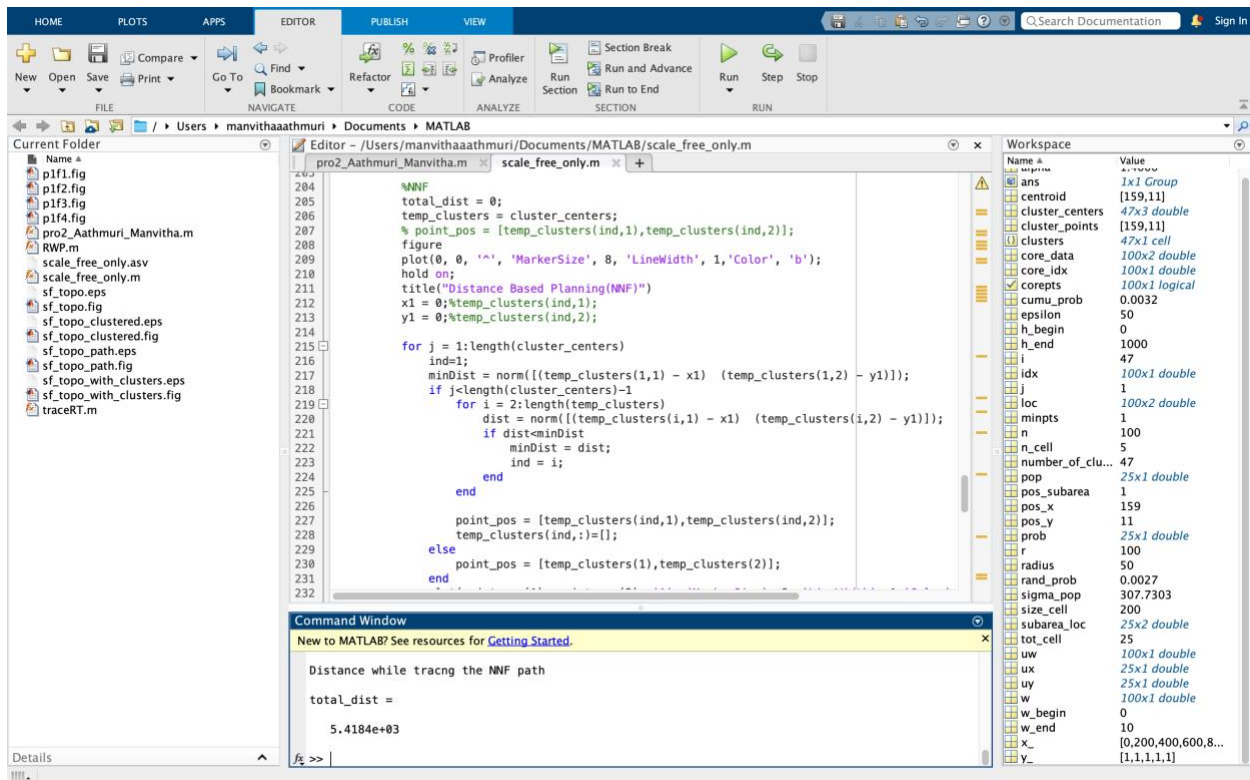 HOME PLOTS APPS EDITOR PUBLISH VIEW
Search Documentation Sign In
New Open Save Compare Print
FILE
Go To Find Bookmark
NAVIGATE
Refactor
CODE
Profiler
Analyze
ANALYZE
Run Section
Section Break
Run and Advance
Run to End
SECTION
Run Step Stop
RUN
/ Users manvithaaathmuri Documents MATLAB
Current Folder
Name
p1f1.fig
p1f2.fig
p1f3.fig
p1f4.fig
pro2_Aathmuri_Manvitha.m
RWP.m
scale_free_only.asv
scale_free_only.m
sf_topo.eps
sf_topo.fig
sf_topo_clustered.eps
sf_topo_clustered.fig
sf_topo_path.eps
sf_topo_path.fig
sf_topo_with_clusters.eps
sf_topo_with_clusters.fig
traceRT.m
Details
Editor - /Users/manvithaaathmuri/Documents/MATLAB/scale_free_only.m
pro2_Aathmuri_Manvitha.m scale_free_only.m +
203
204 %NNF
205 total_dist = 0;
206 temp_clusters = cluster_centers;
207 % point_pos = [temp_clusters(ind,1),temp_clusters(ind,2)];
208 figure
209 plot(0, 0, '^', 'MarkerSize', 8, 'LineWidth', 1,'Color', 'b');
210 hold on;
211 title("Distance Based Planning(NNF)")
212 x1 = 0;%temp_clusters(ind,1);
213 y1 = 0;%temp_clusters(ind,2);
214
215 for j = 1:length(cluster_centers)
216 ind=1;
217 minDist = norm([(temp_clusters(1,1) - x1) (temp_clusters(1,2) - y1)]);
218 if j<length(cluster_centers)-1
219 for i = 2:length(temp_clusters)
220 dist = norm([(temp_clusters(i,1) - x1) (temp_clusters(i,2) - y1)]);
221 if dist<minDist
222 minDist = dist;
223 ind = i;
224 end
225 end
226
227 point_pos = [temp_clusters(ind,1),temp_clusters(ind,2)];
228 temp_clusters(ind,:)=[];
229 else
230 point_pos = [temp_clusters(1),temp_clusters(2)];
231 end
232
Command Window
New to MATLAB? See resources for Getting Started.
Distance while tracng the NNF path
total_dist =
5.4184e+03
fx >>
Workspace
Name Value
alpha 1.4000
ans 1x1 Group
centroid [159,11]
cluster_centers 47x3 double
cluster_points [159,11]
clusters 47x1 cell
core_data 100x2 double
core_idx 100x1 double
corepts 100x1 logical
cumu_prob 0.0032
epsilon 50
h_begin 0
h_end 1000
i 47
idx 100x1 double
j 1
loc 100x2 double
minpts 1
n 100
n_cell 5
number_of_clu... 47
pop 25x1 double
pos_subarea 1
pos_x 159
pos_y 11
prob 25x1 double
r 100
radius 50
rand_prob 0.0027
sigma_pop 307.7303
size_cell 200
subarea_loc 25x2 double
tot_cell 25
uw 100x1 double
ux 25x1 double
uy 25x1 double
w 100x1 double
w_begin 0
w_end 10
x_ [0,200,400,600,8...
y_ [1,1,1,1,1]